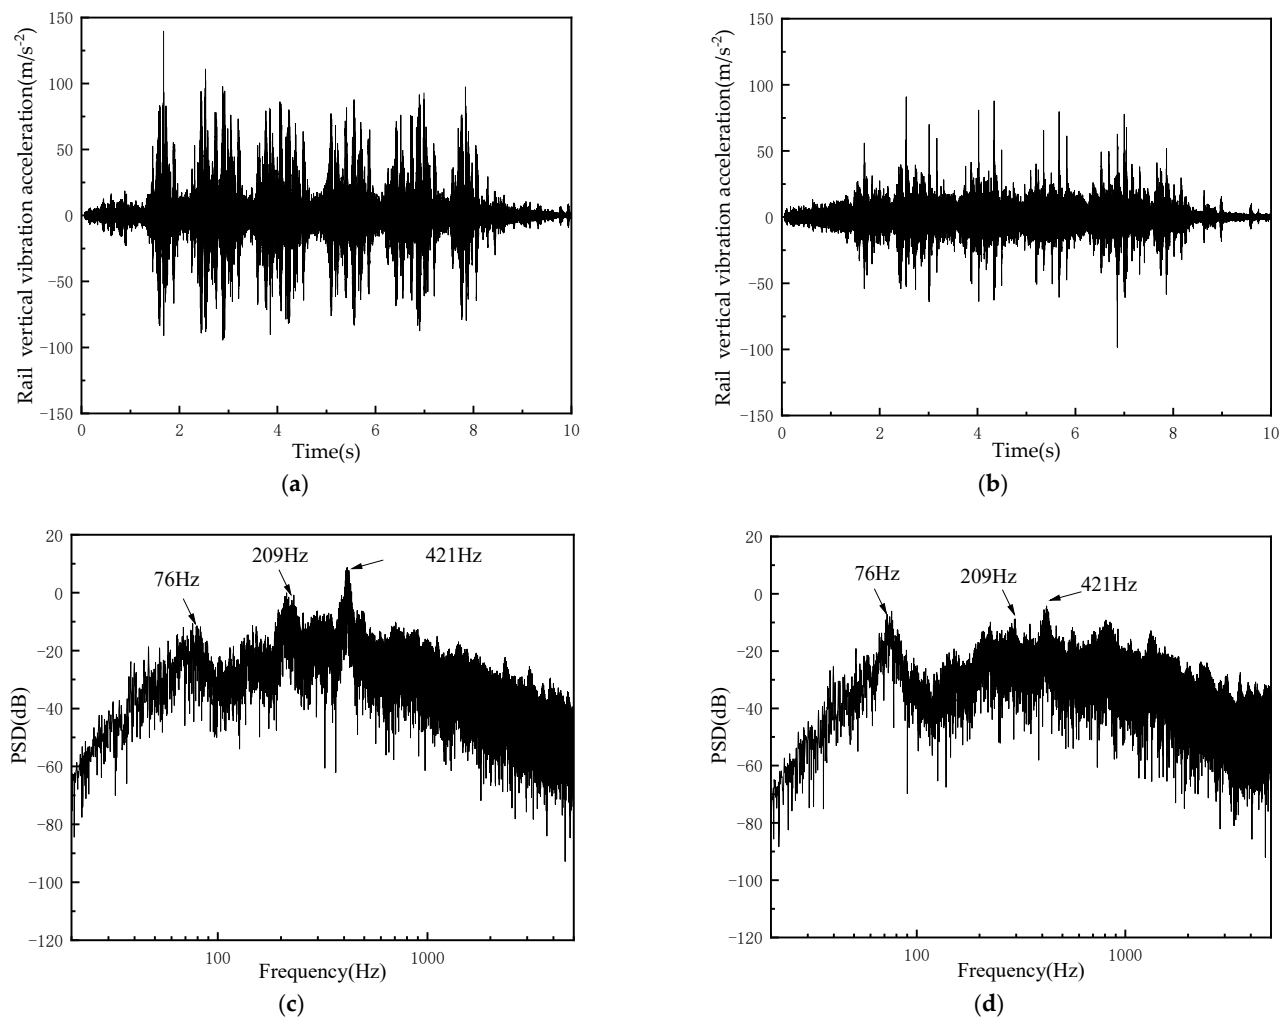 150
100
50
0
−50
−100
−150
Rail vertical vibration acceleration(m/s-2)
0 2 4 6 8 10
Time(s)
(a)
150
100
50
0
−50
−100
−150
Rail vertical vibration acceleration(m/s-2)
0 2 4 6 8 10
Time(s)
(b)
20
0
−20
−40
−60
−80
−100
−120
PSD(dB)
76Hz
209Hz
421Hz
100 1000
Frequency(Hz)
(c)
20
0
−20
−40
−60
−80
−100
−120
PSD(dB)
76Hz
209Hz
421Hz
100 1000
Frequency(Hz)
(d)